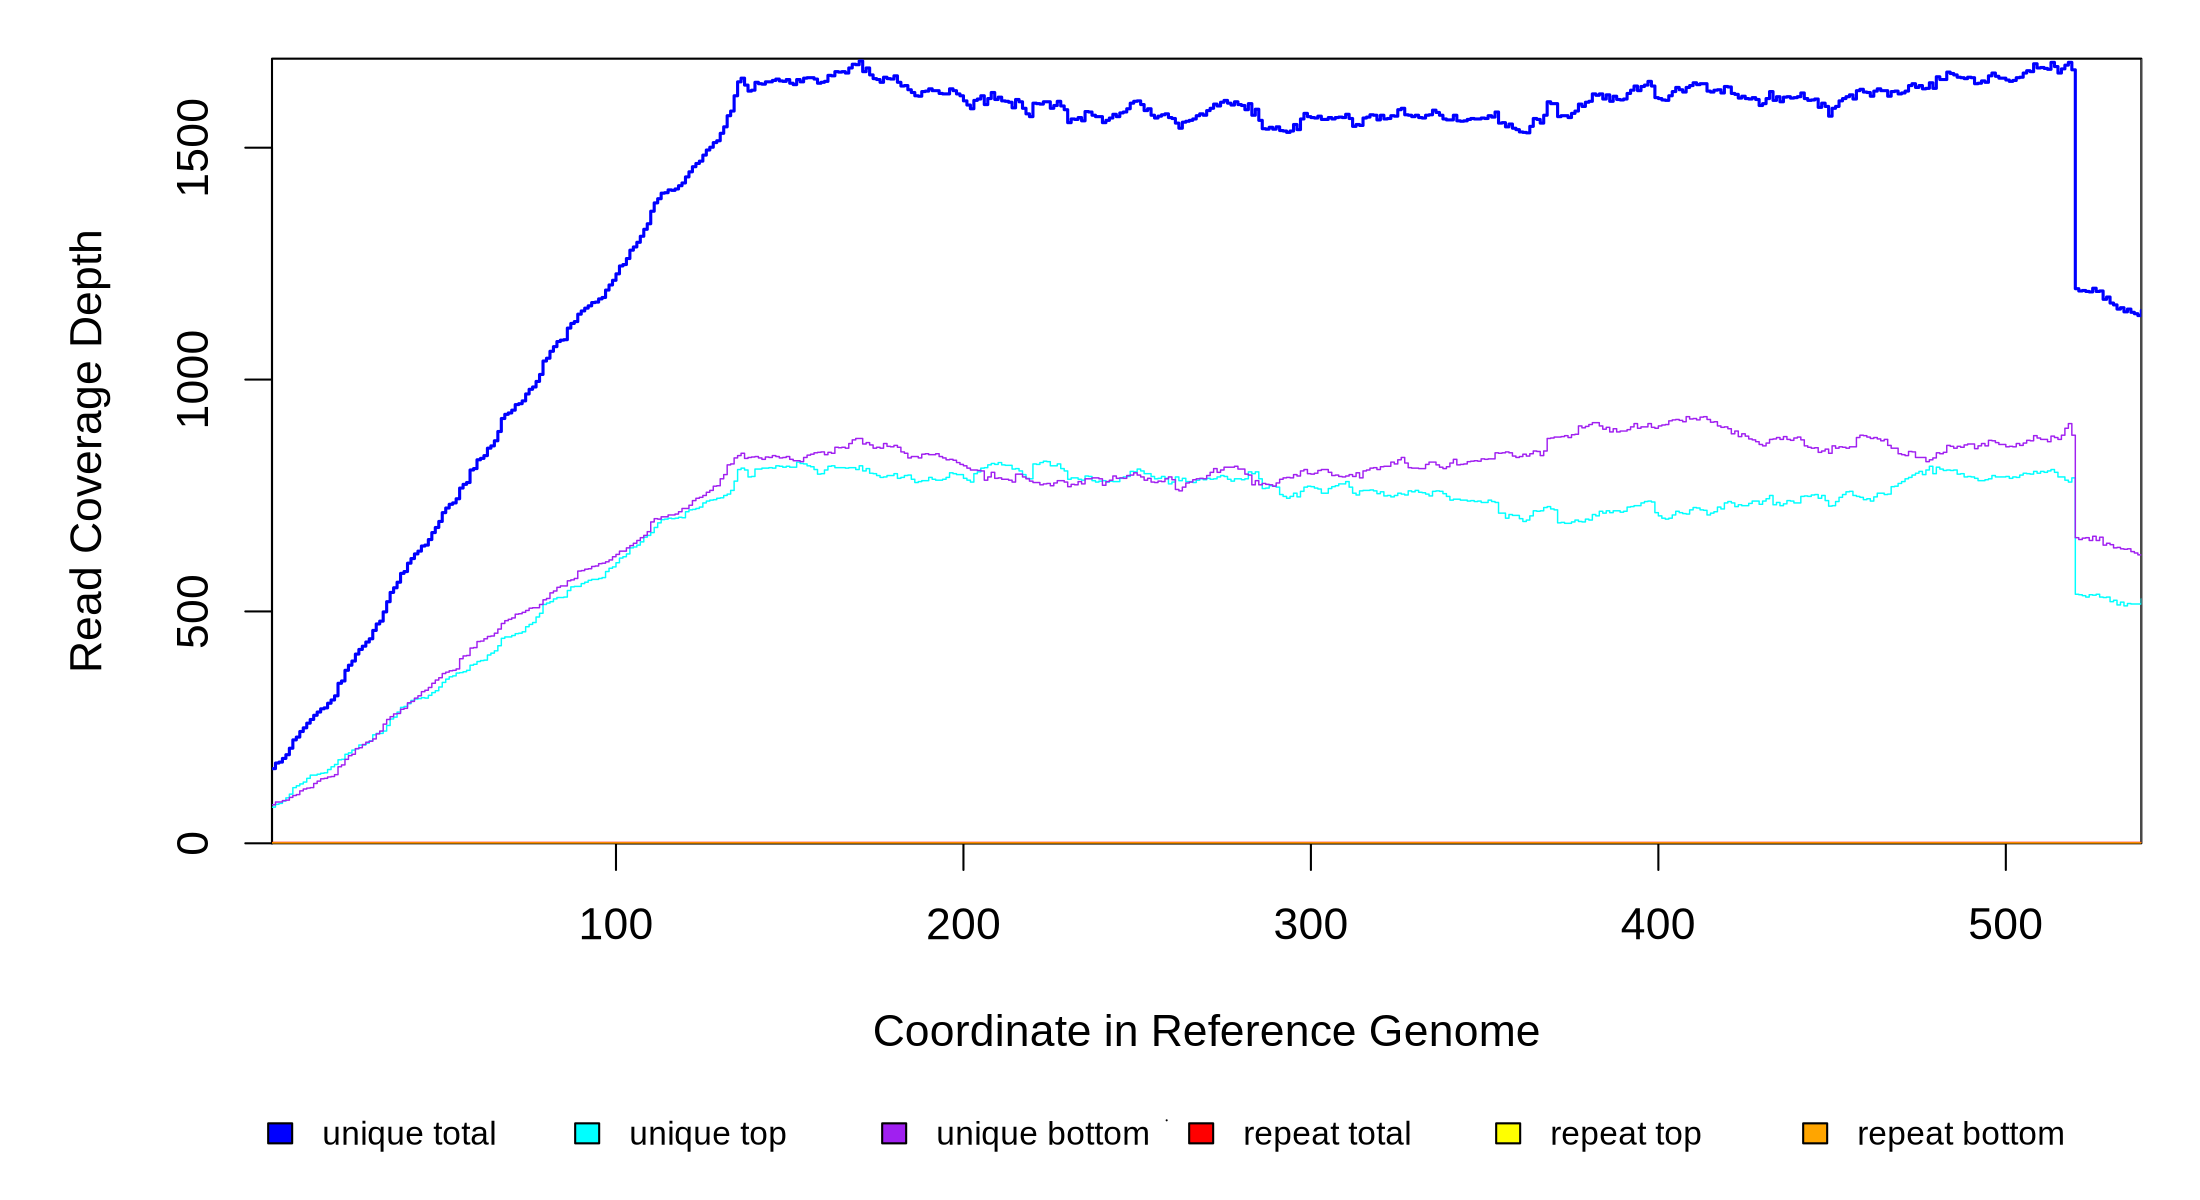 Read Coverage Depth
1500
1000
500
0
100 200 300 400 500
Coordinate in Reference Genome
unique total unique top unique bottom repeat total repeat top repeat bottom